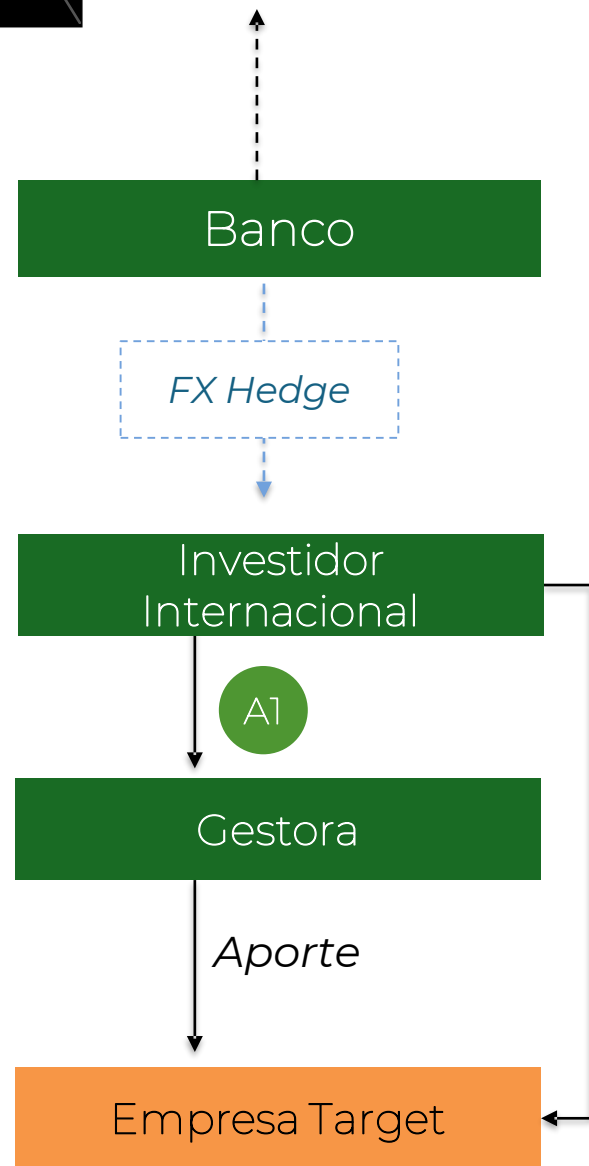 Banco
FX Hedge
Investidor
Internacional
A1
Gestora
Aporte
Empresa Target